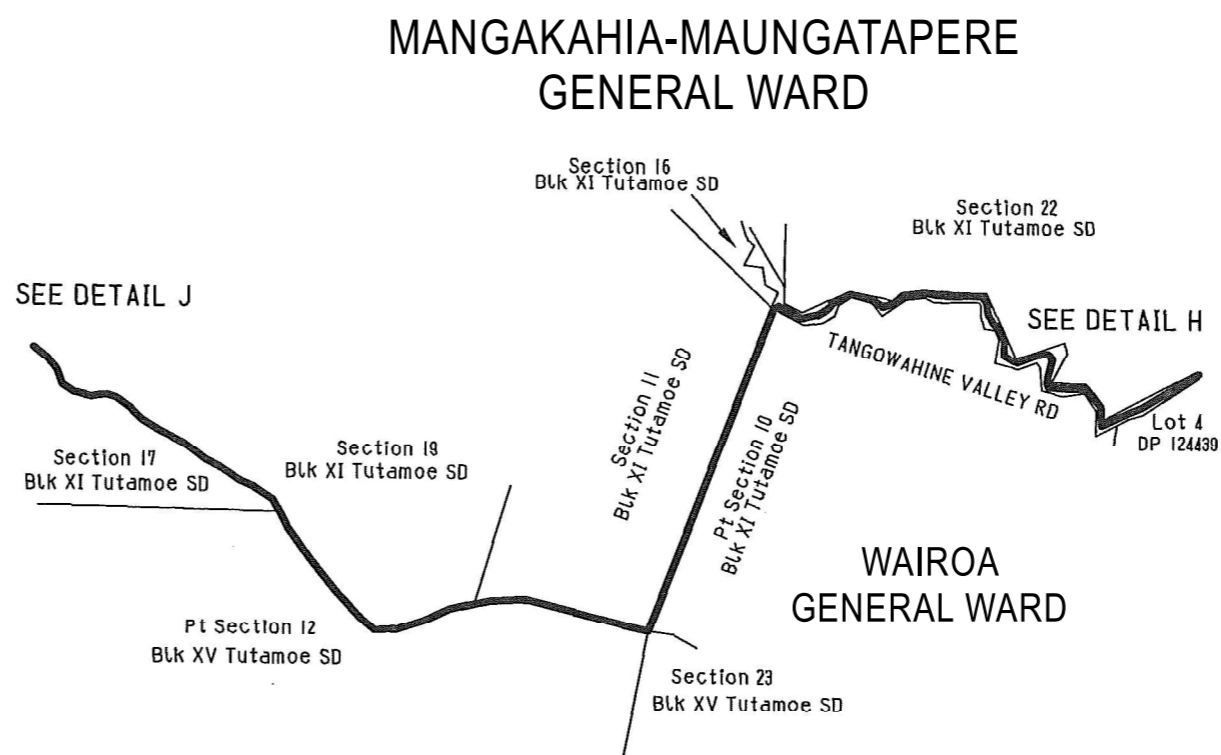 MANGAKAHIA-MAUNGATAPERE
GENERAL WARD
Section 16
Blk XI Tutamoe SD
Section 22
Blk XI Tutamoe SD
SEE DETAIL J
SEE DETAIL H
TANGOWAHINE VALLEY RD
Lot 4
DP 124439
Section 11
Blk XI Tutamoe SD
Pt Section 10
Blk XI Tutamoe SD
Section 17
Blk XI Tutamoe SD
Section 19
Blk XI Tutamoe SD
WAIROA
GENERAL WARD
Pt Section 12
Blk XV Tutamoe SD
Section 23
Blk XV Tutamoe SD